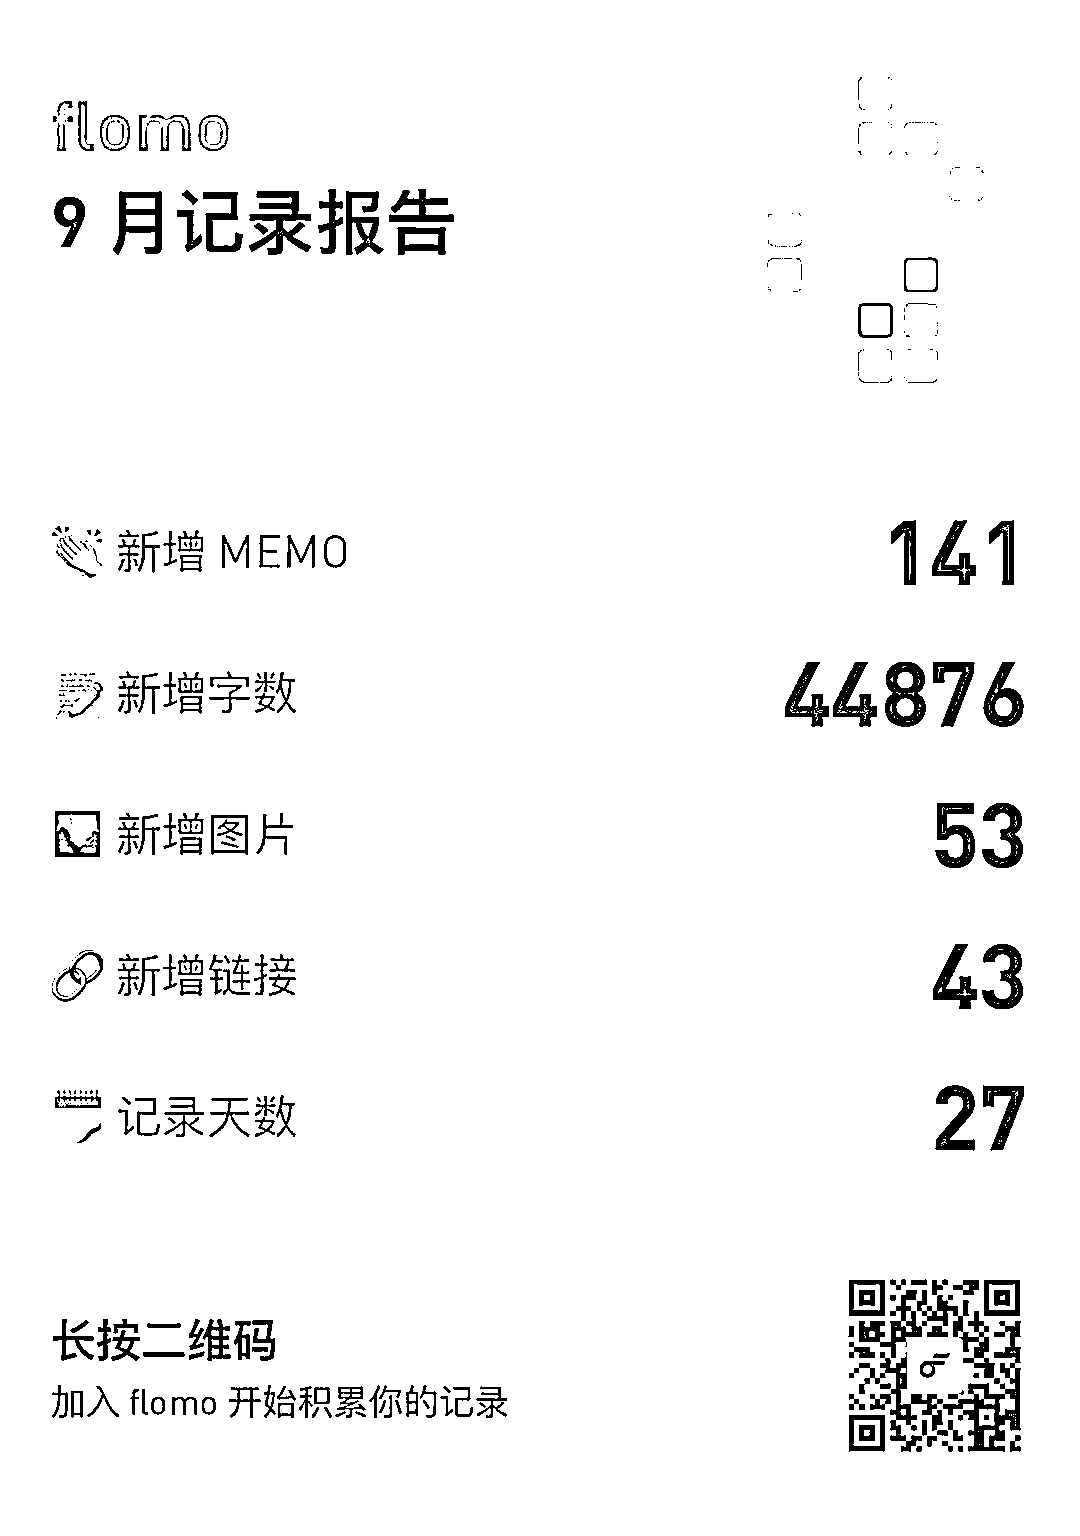 flomo
9 月记录报告
新增 MEMO 141
新增字数 44876
新增图片 53
新增链接 43
记录天数 27
长按二维码
加入 flomo 开始积累你的记录